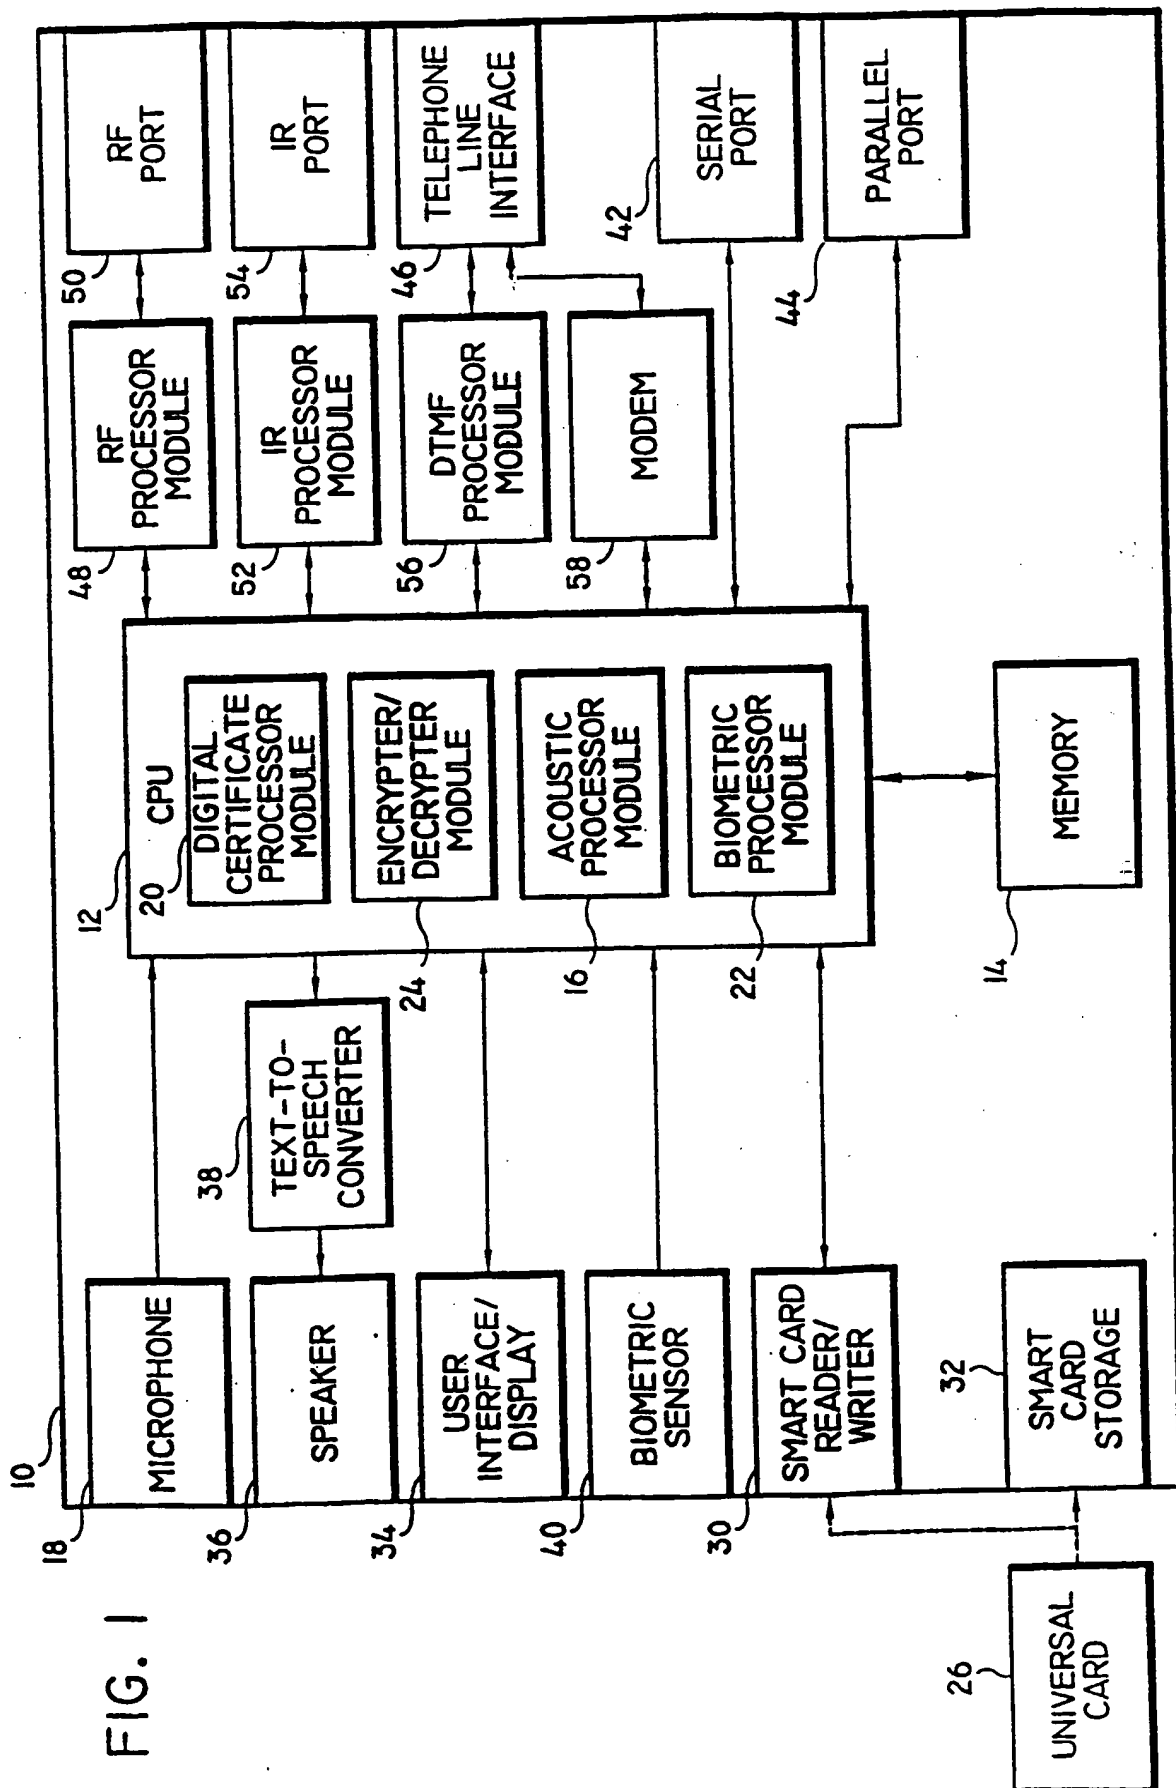 FIG. 1
10
18
MICROPHONE
36
SPEAKER
34
USER
INTERFACE/
DISPLAY
40
BIOMETRIC
SENSOR
30
SMART CARD
READER/
WRITER
32
SMART
CARD
STORAGE
26
UNIVERSAL
CARD
38
TEXT-TO-
SPEECH
CONVERTER
12
CPU
20
DIGITAL
CERTIFICATE
PROCESSOR
MODULE
24
ENCRYPTER/
DECRYPTER
MODULE
16
ACOUSTIC
PROCESSOR
MODULE
22
BIOMETRIC
PROCESSOR
MODULE
14
MEMORY
48
RF
PROCESSOR
MODULE
52
IR
PROCESSOR
MODULE
56
DTMF
PROCESSOR
MODULE
58
MODEM
50
RF
PORT
54
IR
PORT
46
TELEPHONE
LINE
INTERFACE
42
SERIAL
PORT
44
PARALLEL
PORT